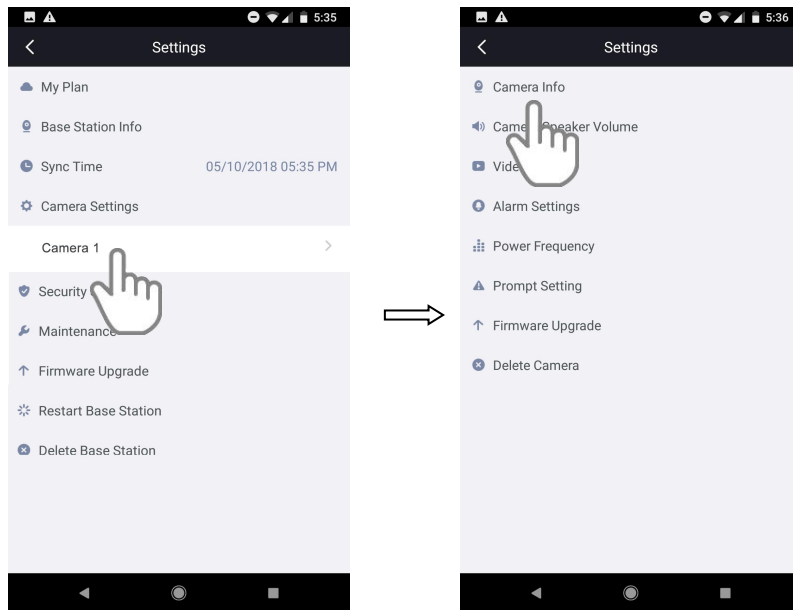 5:35
Settings
My Plan
Base Station Info
Sync Time 05/10/2018 05:35 PM
Camera Settings
Camera 1
Security
Maintenance
Firmware Upgrade
Restart Base Station
Delete Base Station
5:36
Settings
Camera Info
Speaker Volume
Alarm Settings
Power Frequency
Prompt Setting
Firmware Upgrade
Delete Camera